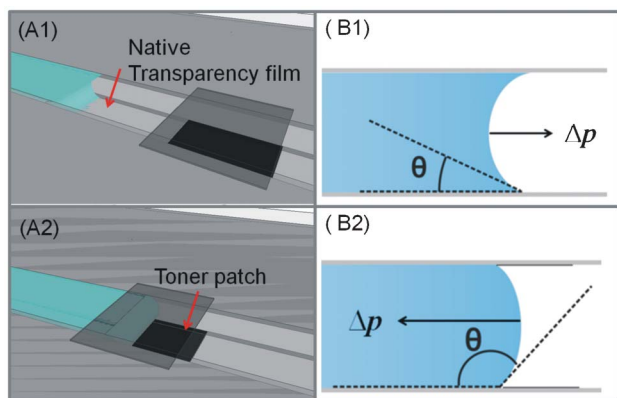 (A1)
Native
Transparency film
( B1)
θ
Δp
(A2)
Toner patch
( B2)
Δp
θ